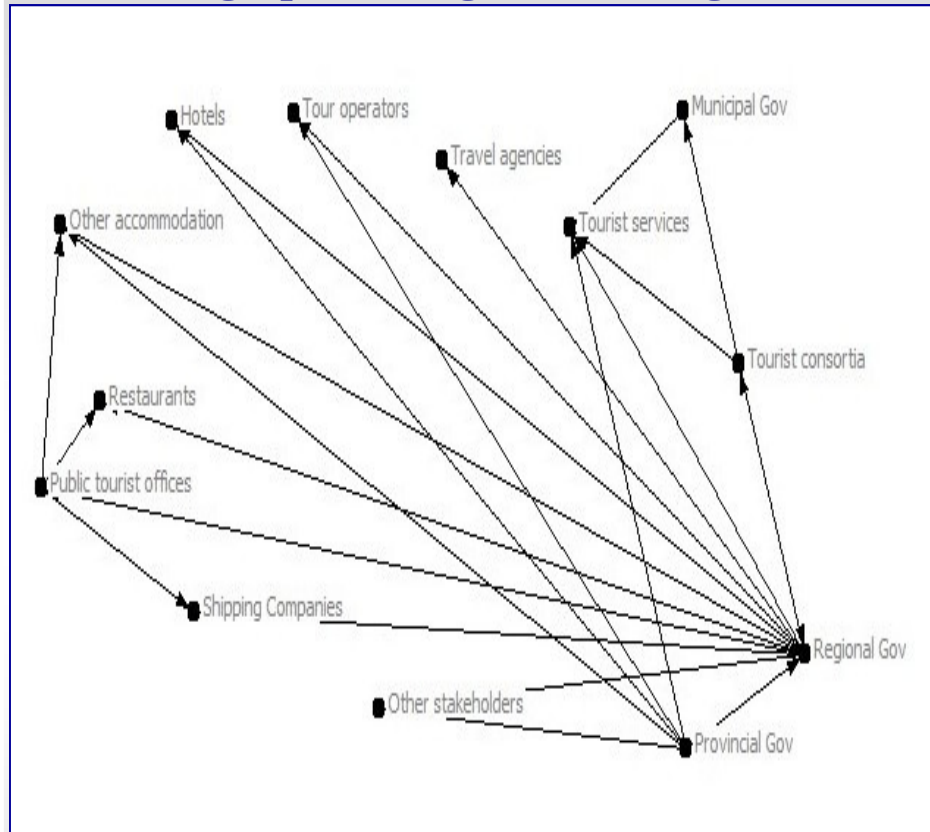 Hotels
Tour operators
Municipal Gov
Travel agencies
Other accommodation
Tourist services
Tourist consortia
Restaurants
Public tourist offices
Shipping Companies
Regional Gov
Other stakeholders
Provincial Gov